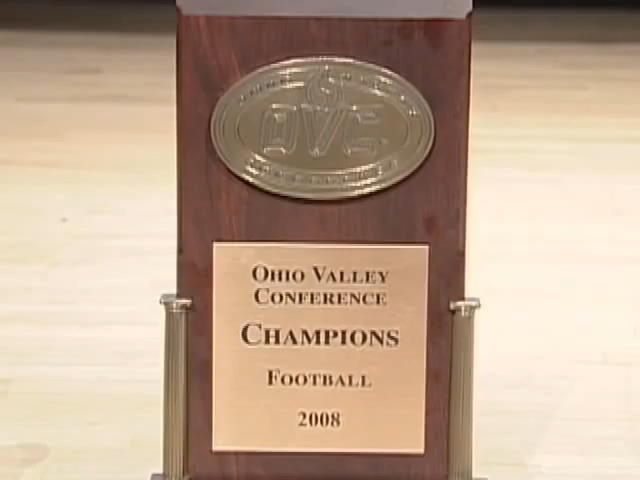 OVC
OHIO VALLEY
CONFERENCE
CHAMPIONS
FOOTBALL
2008